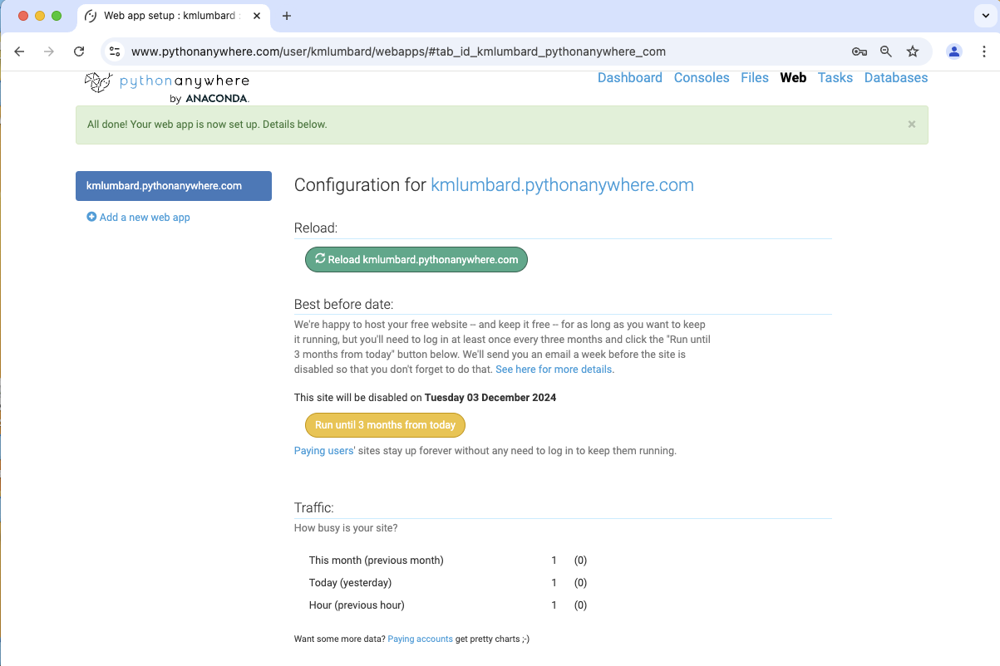 Web app setup : kmlumbard :
www.pythonanywhere.com/user/kmlumbard/webapps/#tab_id_kmlumbard_pythonanywhere_com
pythonanywhere
by ANACONDA.
Dashboard Consoles Files Web Tasks Databases
All done! Your web app is now set up. Details below. ×
kmlumbard.pythonanywhere.com
Add a new web app
Configuration for kmlumbard.pythonanywhere.com
Reload:
Reload kmlumbard.pythonanywhere.com
Best before date:
We're happy to host your free website -- and keep it free -- for as long as you want to keep
it running, but you'll need to log in at least once every three months and click the "Run until
3 months from today" button below. We'll send you an email a week before the site is
disabled so that you don't forget to do that. See here for more details.
This site will be disabled on Tuesday 03 December 2024
Run until 3 months from today
Paying users' sites stay up forever without any need to log in to keep them running.
Traffic:
How busy is your site?
This month (previous month) 1 (0)
Today (yesterday) 1 (0)
Hour (previous hour) 1 (0)
Want some more data? Paying accounts get pretty charts ;-)